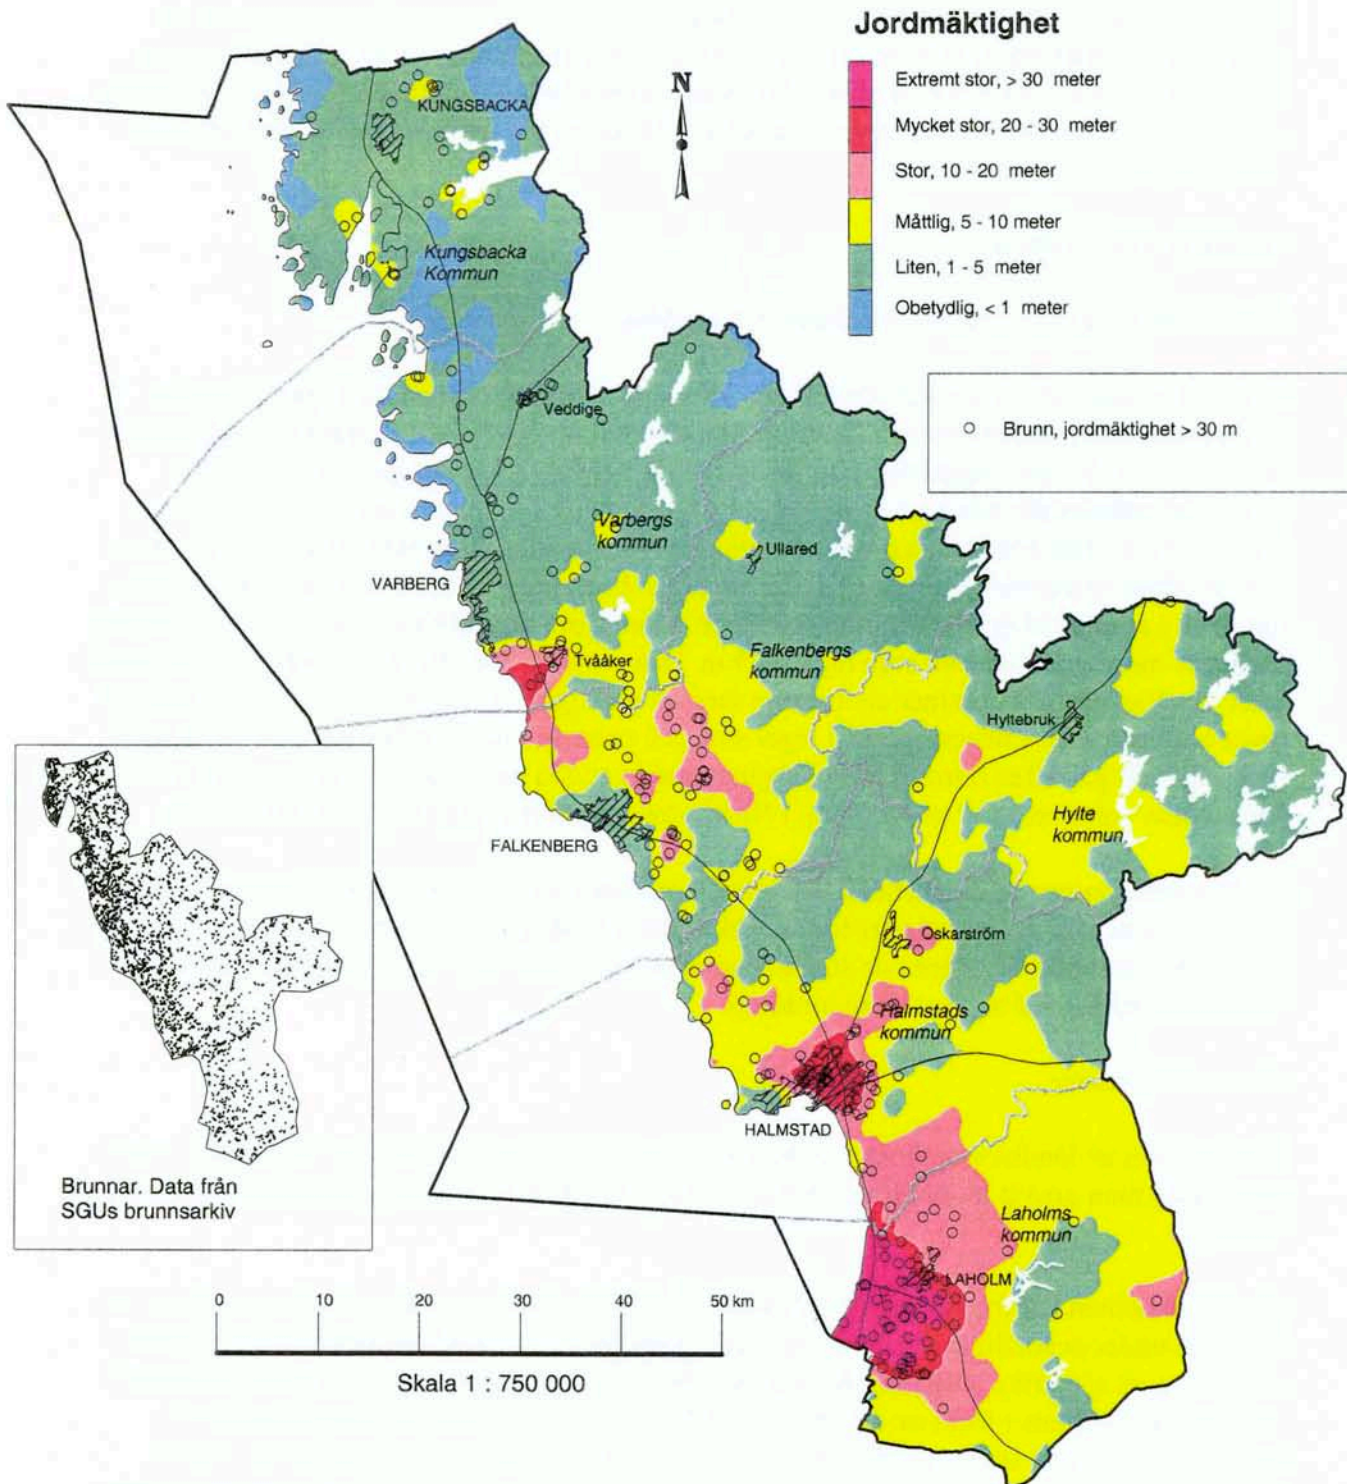 Jordmäktighet
Extremt stor, > 30 meter
Mycket stor, 20 - 30 meter
Stor, 10 - 20 meter
Måttlig, 5 - 10 meter
Liten, 1 - 5 meter
Obetydlig, < 1 meter
N
Brunn, jordmäktighet > 30 m
KUNGSBACKA
Kungsbacka
Kommun
Veddige
Varbergs
kommun
Ullared
VARBERG
Tvååker
Falkenbergs
kommun
Hyltebruk
Hylte
kommun
FALKENBERG
Oskarström
Halmstads
kommun
HALMSTAD
Laholms
kommun
LAHOLM
Brunnar. Data från
SGUs brunnsarkiv
0 10 20 30 40 50 km
Skala 1 : 750 000